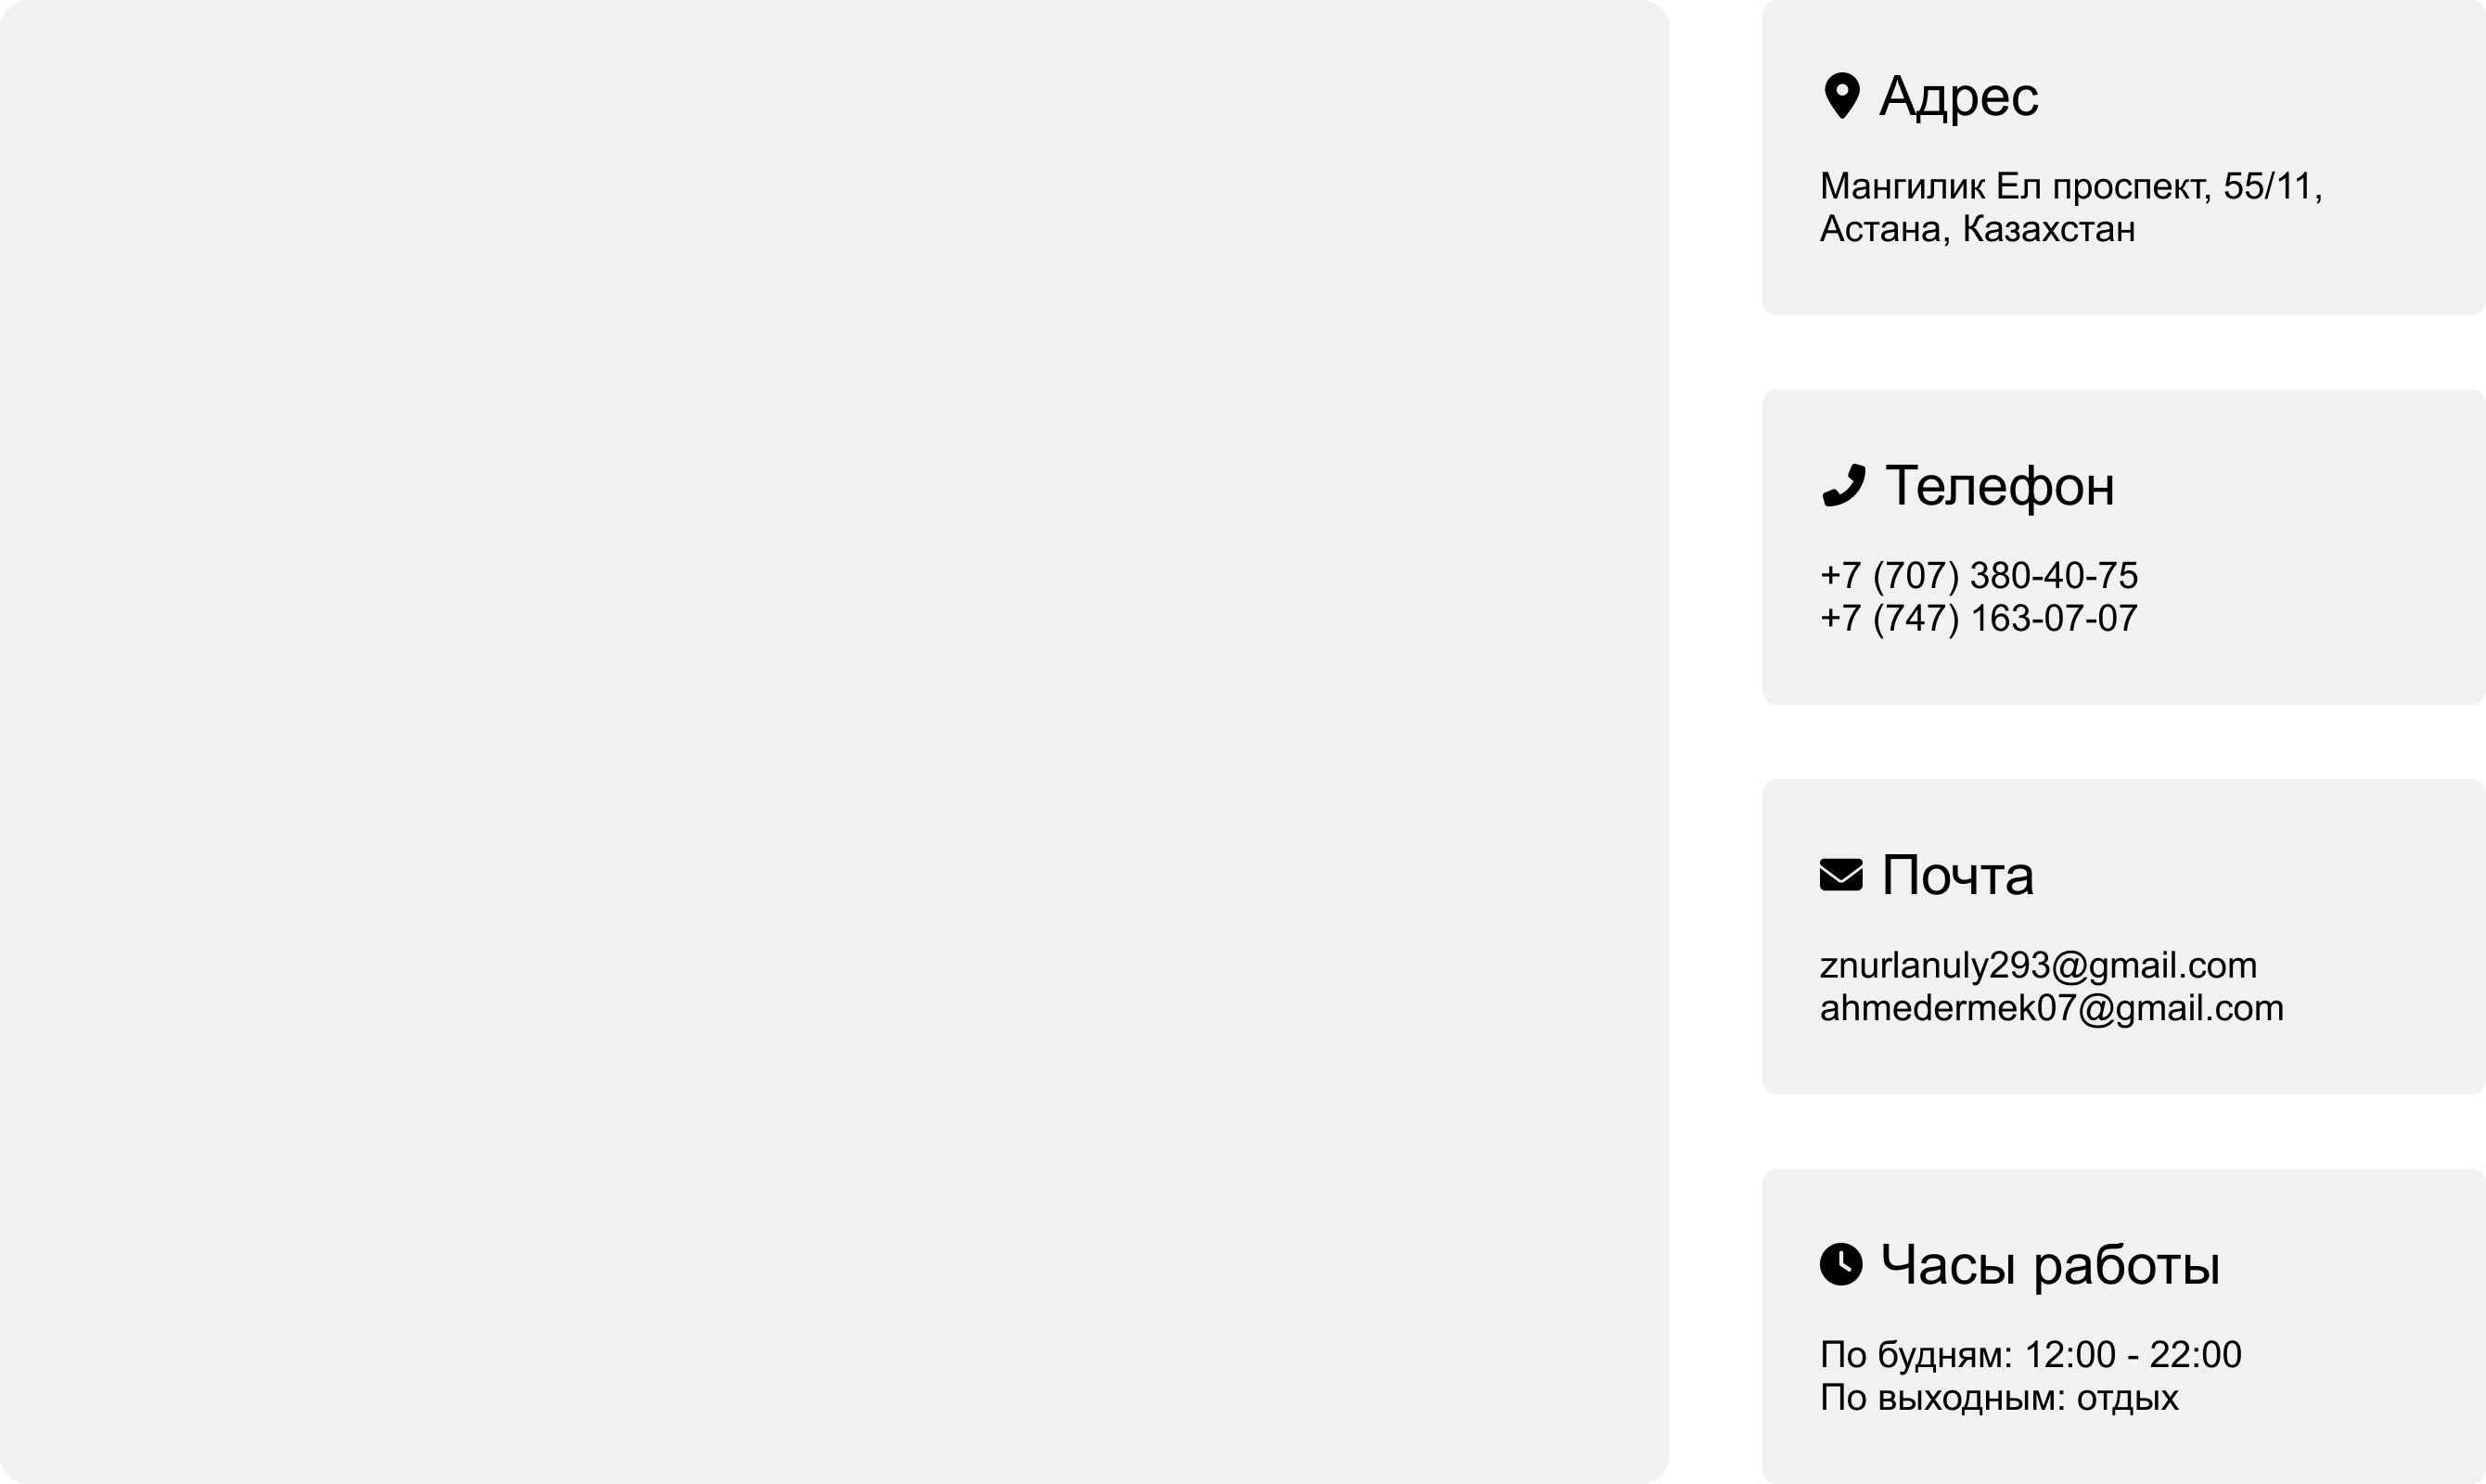 Адрес
Мангилик Ел проспект, 55/11,
Астана, Казахстан
Телефон
+7 (707) 380-40-75
+7 (747) 163-07-07
Почта
znurlanuly293@gmail.com
ahmedermek07@gmail.com
Часы работы
По будням: 12:00 - 22:00
По выходным: отдых